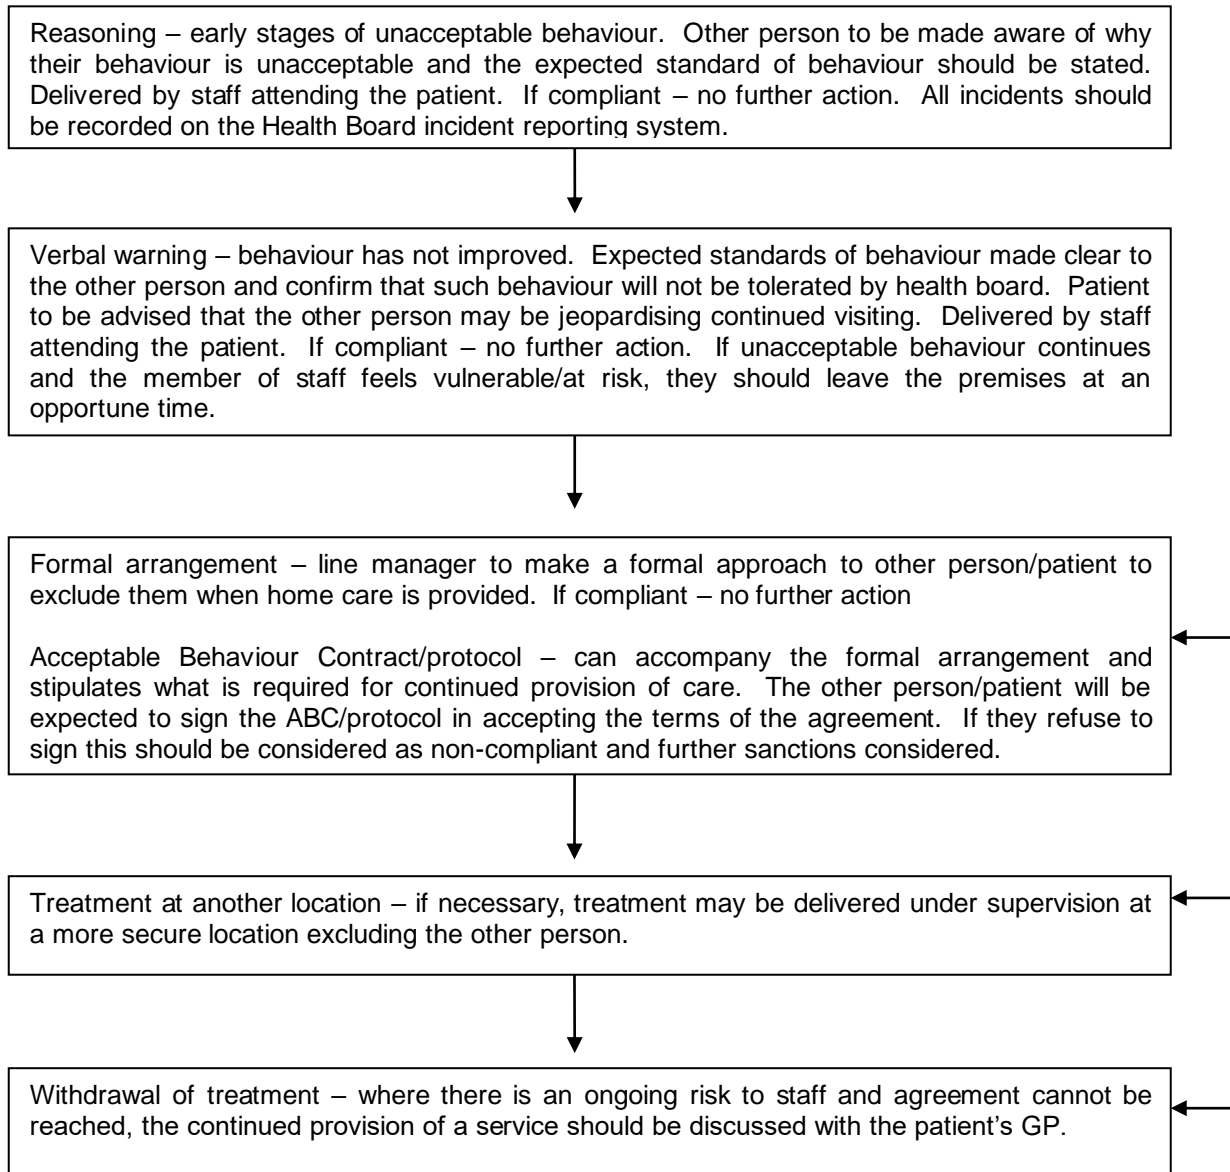 Reasoning – early stages of unacceptable behaviour. Other person to be made aware of why
their behaviour is unacceptable and the expected standard of behaviour should be stated.
Delivered by staff attending the patient. If compliant – no further action. All incidents should
be recorded on the Health Board incident reporting system.
Verbal warning – behaviour has not improved. Expected standards of behaviour made clear to
the other person and confirm that such behaviour will not be tolerated by health board. Patient
to be advised that the other person may be jeopardising continued visiting. Delivered by staff
attending the patient. If compliant – no further action. If unacceptable behaviour continues
and the member of staff feels vulnerable/at risk, they should leave the premises at an
opportune time.
Formal arrangement – line manager to make a formal approach to other person/patient to
exclude them when home care is provided. If compliant – no further action
Acceptable Behaviour Contract/protocol – can accompany the formal arrangement and
stipulates what is required for continued provision of care. The other person/patient will be
expected to sign the ABC/protocol in accepting the terms of the agreement. If they refuse to
sign this should be considered as non-compliant and further sanctions considered.
Treatment at another location – if necessary, treatment may be delivered under supervision at
a more secure location excluding the other person.
Withdrawal of treatment – where there is an ongoing risk to staff and agreement cannot be
reached, the continued provision of a service should be discussed with the patient's GP.